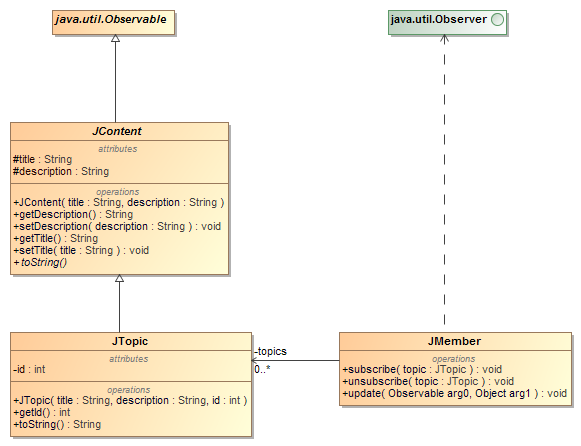 java.util.Observable
java.util.Observer
JContent
attributes
#title : String
#description : String
operations
+JContent( title : String, description : String )
+getDescription() : String
+setDescription( description : String ) : void
+getTitle() : String
+setTitle( title : String ) : void
+toString()
JTopic
attributes
-id : int
operations
+JTopic( title : String, description : String, id : int )
+getId() : int
+toString() : String
-topics
0..*
JMember
operations
+subscribe( topic : JTopic ) : void
+unsubscribe( topic : JTopic ) : void
+update( Observable arg0, Object arg1 ) : void